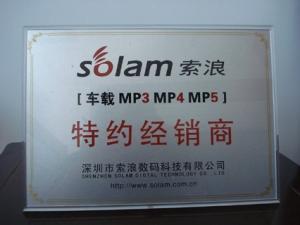 solam 索浪
[ 车载 MP3 MP4 MP5 ]
特约经销商
深圳市索浪数码科技有限公司
SHENZHEN SOLAM DIGITAL TECHNOLOGY CO., LTD
http://www.solam.com.cn